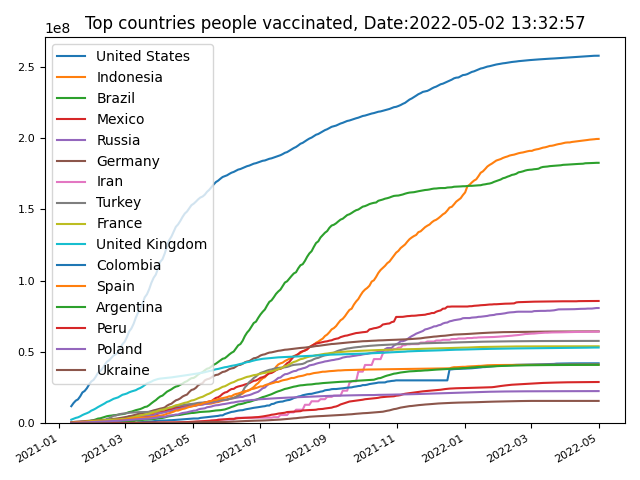 Top countries people vaccinated, Date:2022-05-02 13:32:57
1e8
2.5
2.0
1.5
1.0
0.5
0.0
United States
Indonesia
Brazil
Mexico
Russia
Germany
Iran
Turkey
France
United Kingdom
Colombia
Spain
Argentina
Peru
Poland
Ukraine
2021-01
2021-03
2021-05
2021-07
2021-09
2021-11
2022-01
2022-03
2022-05